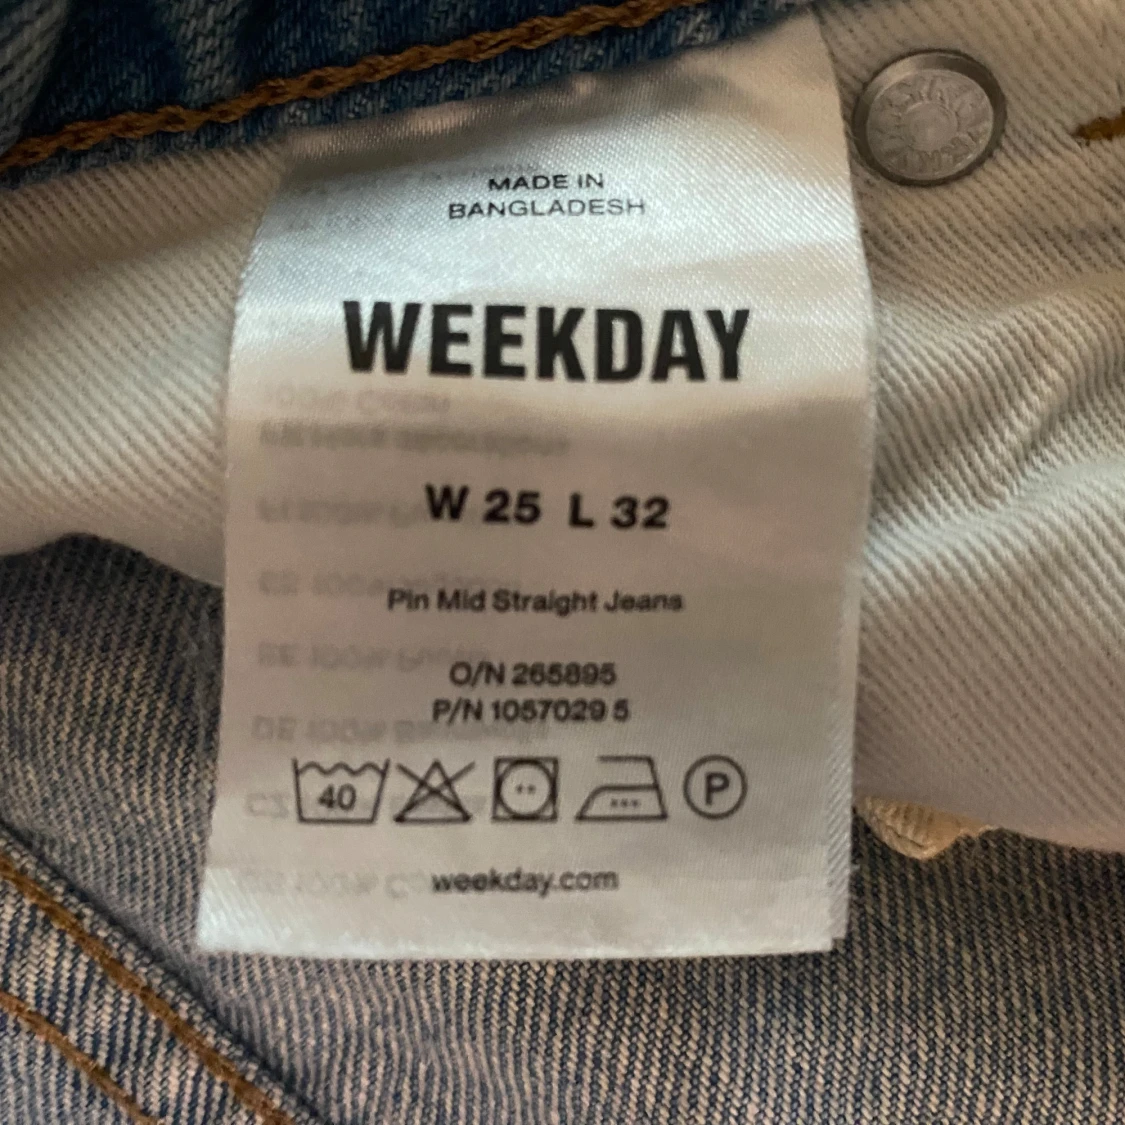 MADE IN
BANGLADESH
WEEKDAY
W 25 L 32
Pin Mid Straight Jeans
O/N 265895
P/N 1057029 5
40 P
weekday.com